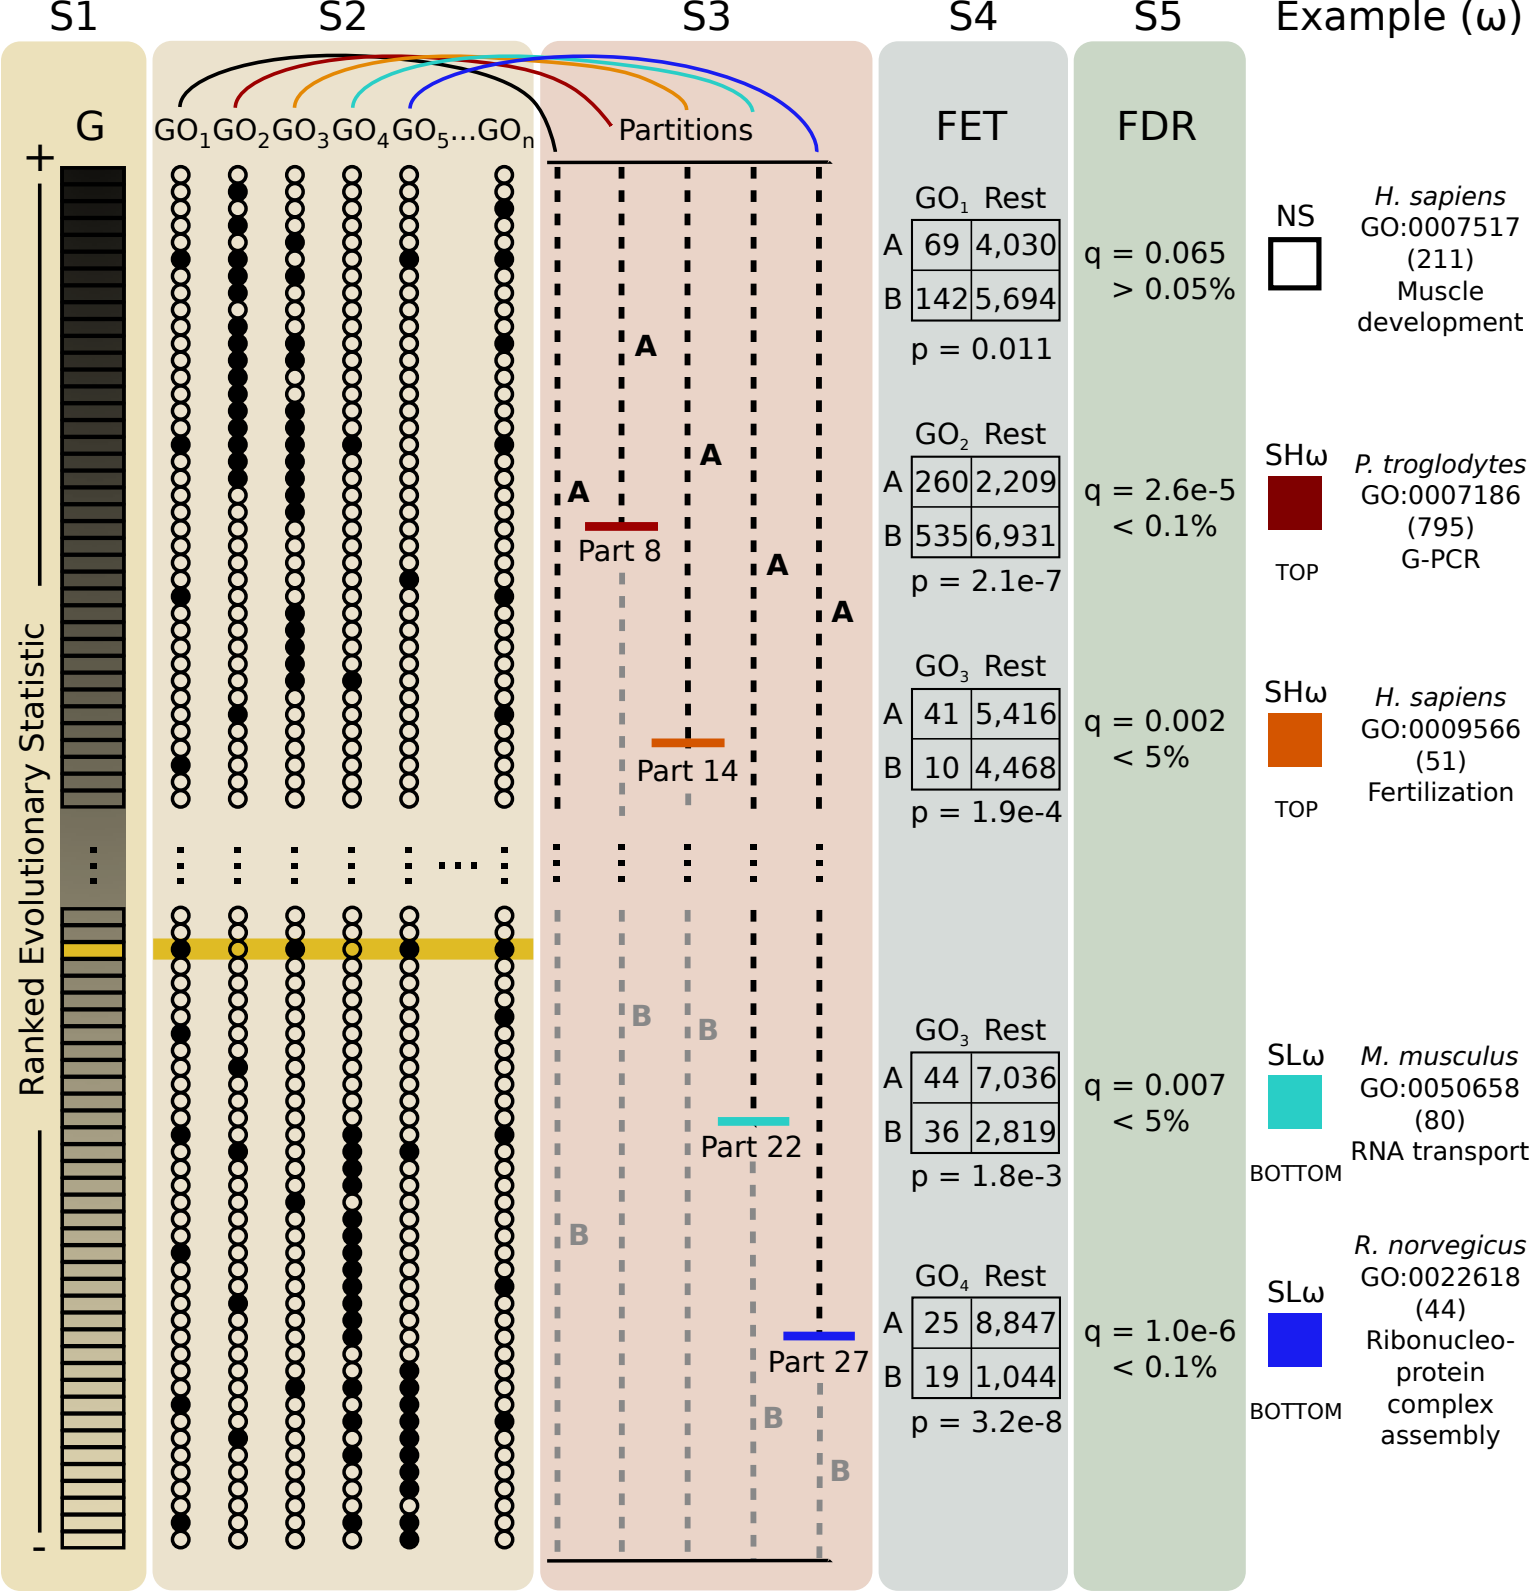 S1 S2 S3 S4 S5 Example (ω)
G
GO1 GO2 GO3 GO4 GO5 ... GOn
Partitions
FET
FDR
+
Ranked Evolutionary Statistic
-
A
A
A
A
A
Part 8
Part 14
Part 22
Part 27
B
B
B
B
B
GO1 Rest
A 69 4,030
B 142 5,694
p = 0.011
q = 0.065
> 0.05%
NS
H. sapiens
GO:0007517
(211)
Muscle
development
GO2 Rest
A 260 2,209
B 535 6,931
p = 2.1e-7
q = 2.6e-5
< 0.1%
SHω
TOP
P. troglodytes
GO:0007186
(795)
G-PCR
GO3 Rest
A 41 5,416
B 10 4,468
p = 1.9e-4
q = 0.002
< 5%
SHω
TOP
H. sapiens
GO:0009566
(51)
Fertilization
GO3 Rest
A 44 7,036
B 36 2,819
p = 1.8e-3
q = 0.007
< 5%
SLω
BOTTOM
M. musculus
GO:0050658
(80)
RNA transport
GO4 Rest
A 25 8,847
B 19 1,044
p = 3.2e-8
q = 1.0e-6
< 0.1%
SLω
BOTTOM
R. norvegicus
GO:0022618
(44)
Ribonucleo-
protein
complex
assembly